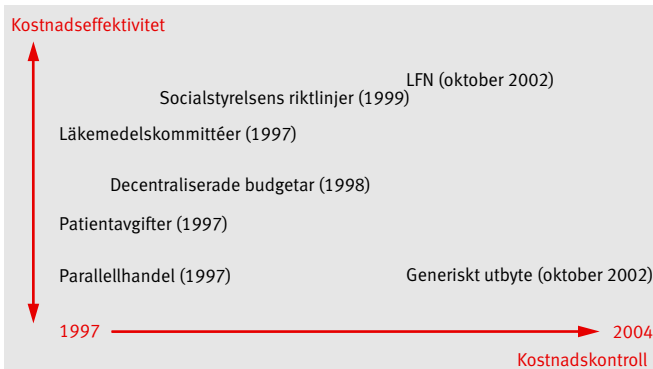 Kostnadseffektivitet
LFN (oktober 2002)
Socialstyrelsens riktlinjer (1999)
Läkemedelskommittéer (1997)
Decentraliserade budgetar (1998)
Patientavgifter (1997)
Parallellhandel (1997)
Generiskt utbyte (oktober 2002)
1997
2004
Kostnadskontroll